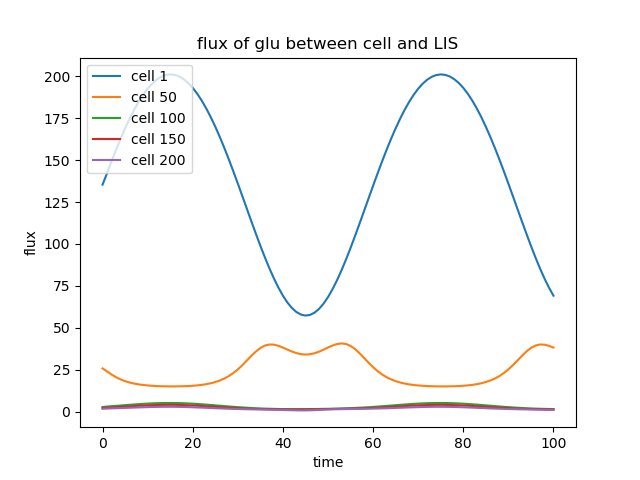 flux of glu between cell and LIS
cell 1
cell 50
cell 100
cell 150
cell 200
flux
200
175
150
125
100
75
50
25
0
0 20 40 60 80 100
time